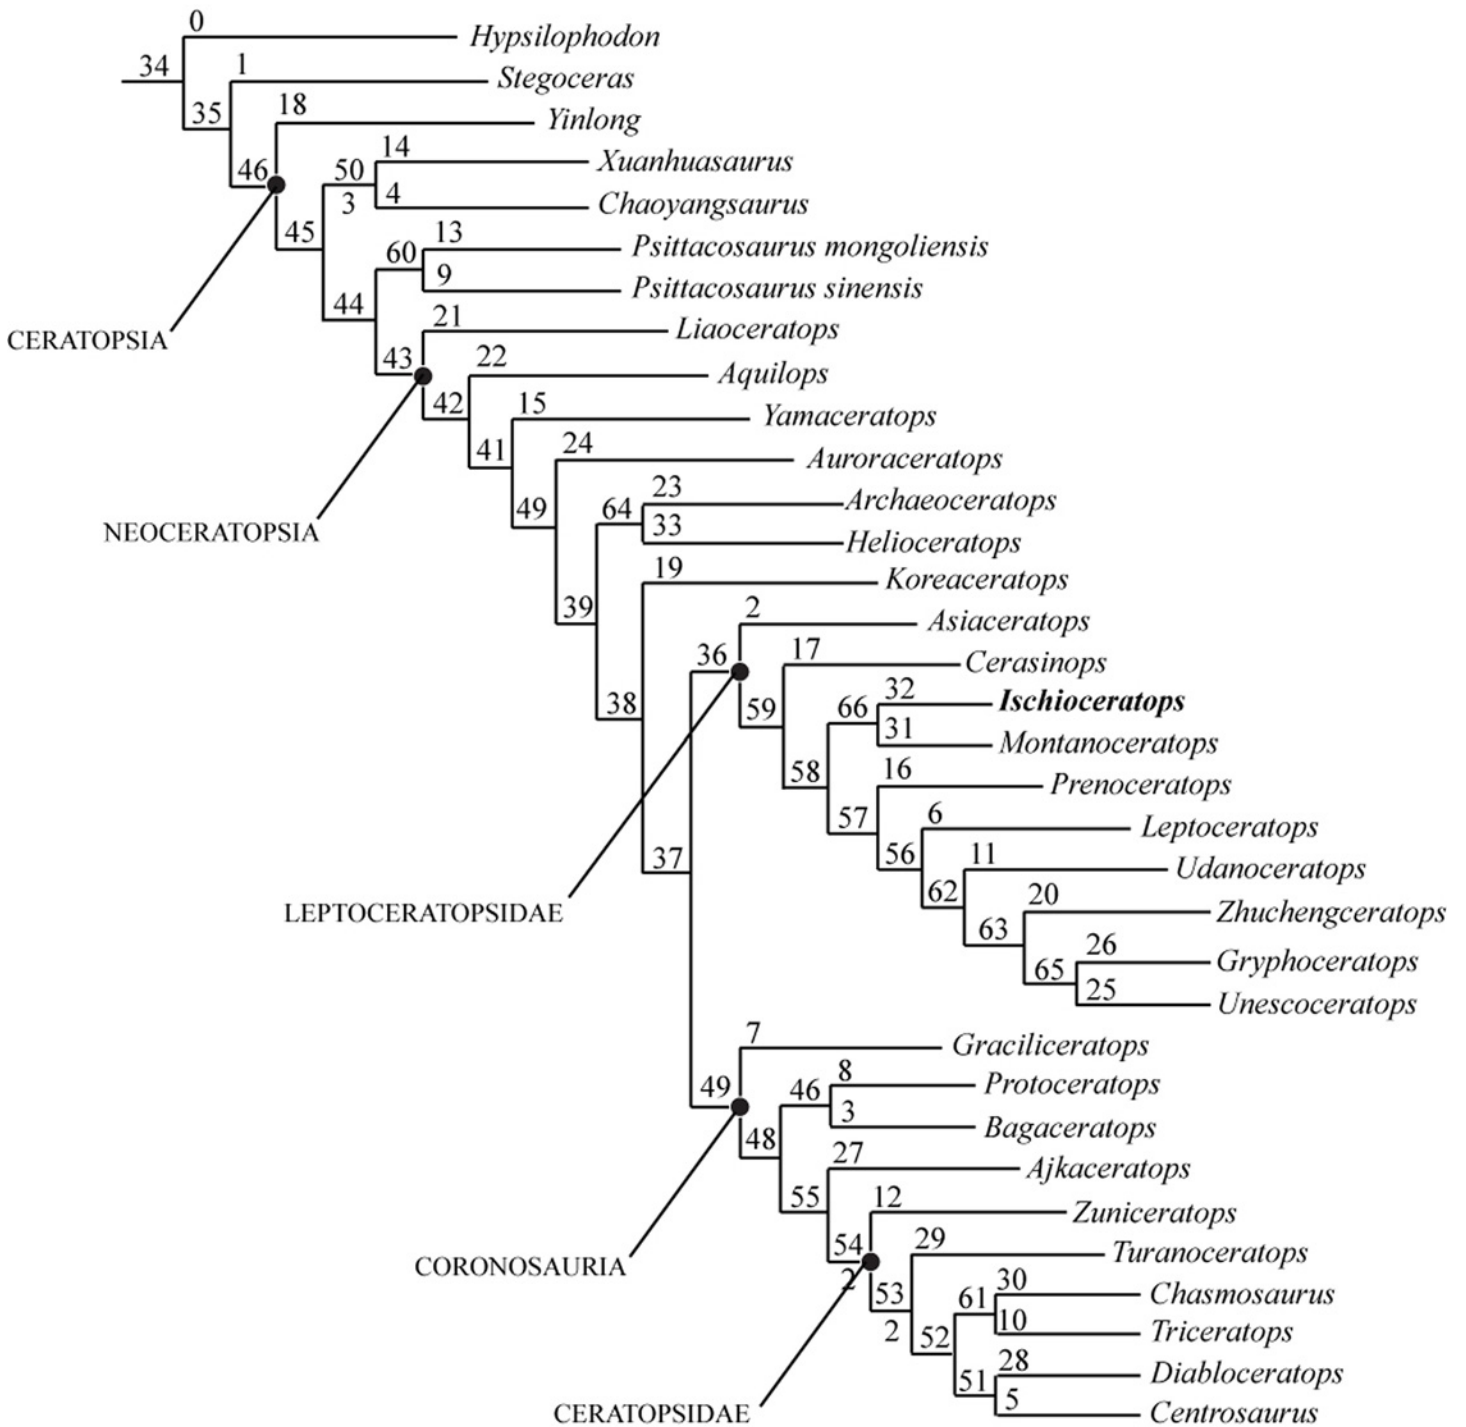 0
Hypsilophodon
34
1
Stegoceras
35
18
Yinlong
46
14
Xuanhuasaurus
50
3
4
Chaoyangsaurus
45
13
Psittacosaurus mongoliensis
60
9
Psittacosaurus sinensis
44
21
Liaoceratops
CERATOPSIA
43
22
Aquilops
42
15
Yamaceratops
41
24
Auroraceratops
49
23
Archaeoceratops
64
33
Helioceratops
NEOCERATOPSIA
19
Koreaceratops
39
2
Asiaceratops
36
17
Cerasinops
38
59
32
Ischioceratops
66
31
Montanoceratops
58
16
Prenoceratops
57
6
Leptoceratops
37
56
11
Udanoceratops
62
20
Zhuchengceratops
LEPTOCERATOPSIDAE
63
26
Gryphoceratops
65
25
Unescoceratops
7
Graciliceratops
49
8
Protoceratops
46
3
Bagaceratops
48
27
Ajkaceratops
55
12
Zuniceratops
54
2
29
Turanoceratops
CORONOSAURIA
53
2
30
Chasmosaurus
61
10
Triceratops
52
28
Diabloceratops
51
5
Centrosaurus
CERATOPSIDAE